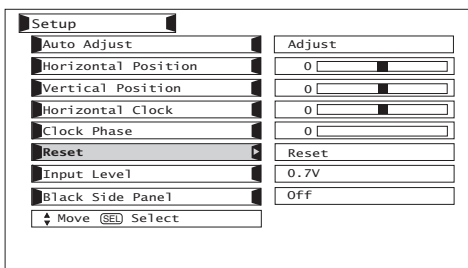 Setup
Auto Adjust Adjust
Horizontal Position 0
Vertical Position 0
Horizontal Clock 0
Clock Phase 0
Reset Reset
Input Level 0.7V
Black Side Panel Off
Move SEL Select